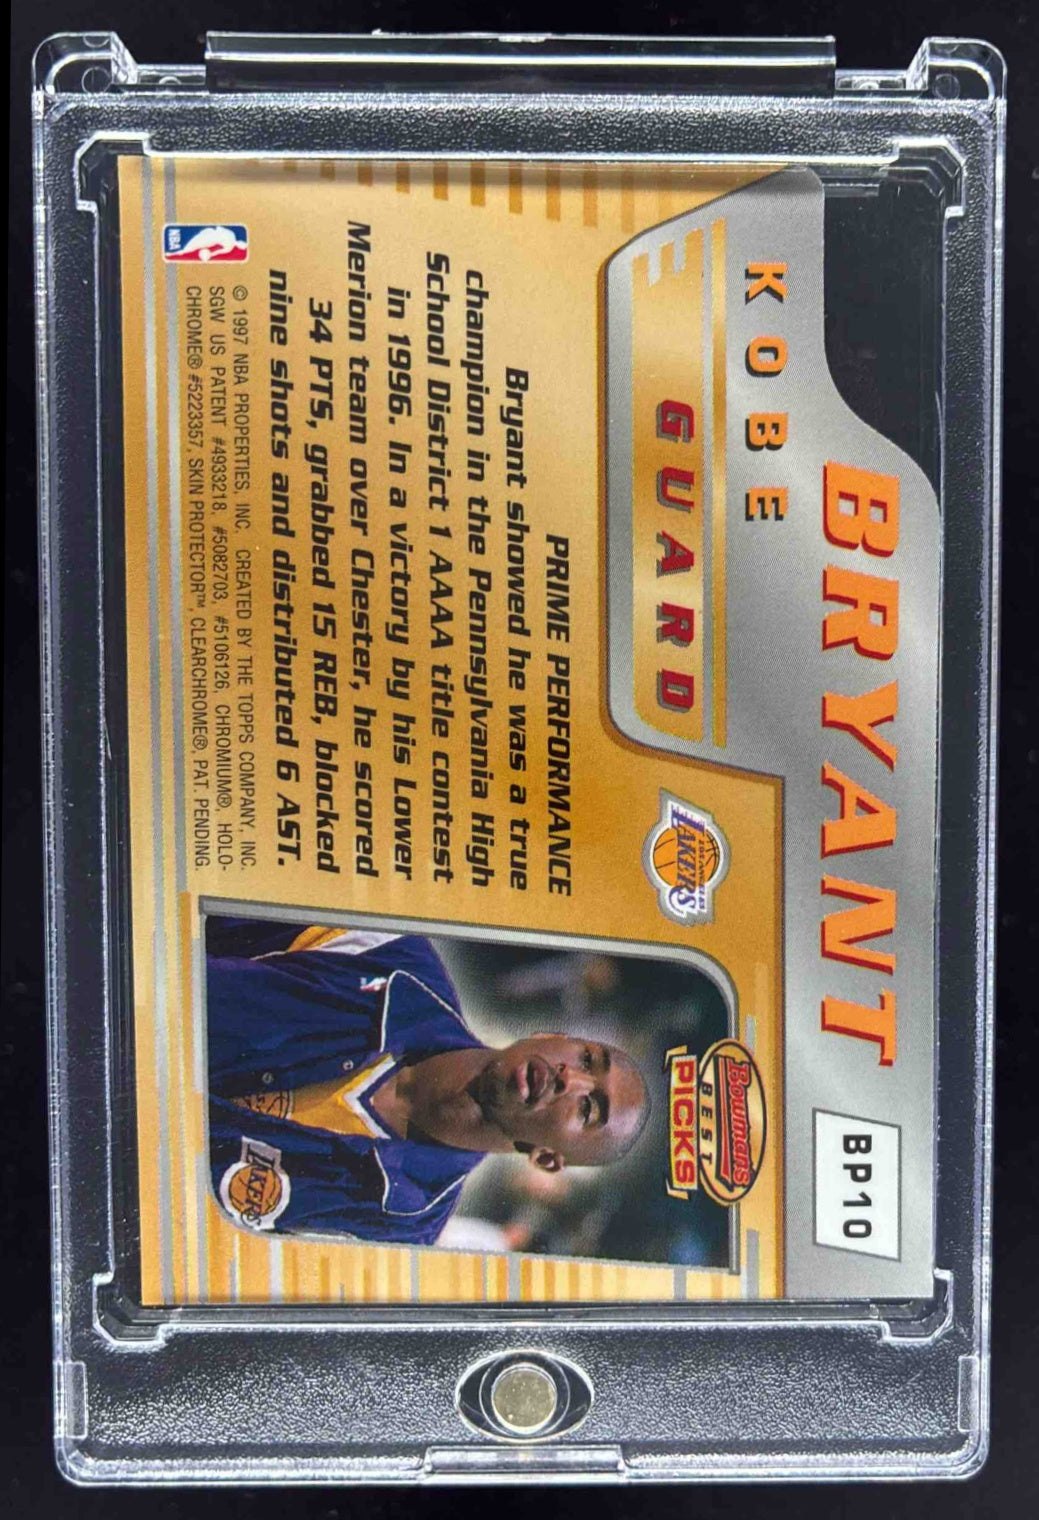 BRYANT
BP10
KOBE
GUARD
LOS ANGELES
LAKERS
Bowman's
BEST
PICKS
PRIME PERFORMANCE
Bryant showed he was a true
champion in the Pennsylvania High
School District 1 AAAA title contest
in 1996. In a victory by his Lower
Merion team over Chester, he scored
34 PTS, grabbed 15 REB, blocked
nine shots and distributed 6 AST.
LAKERS
NBA
© 1997 NBA PROPERTIES, INC. CREATED BY THE TOPPS COMPANY, INC.
SGW US PATENT #4933218, #5082703, #5106126, CHROMIUM®, HOLO-
CHROME® #5223357, SKIN PROTECTOR™, CLEARCHROME®, PAT. PENDING.